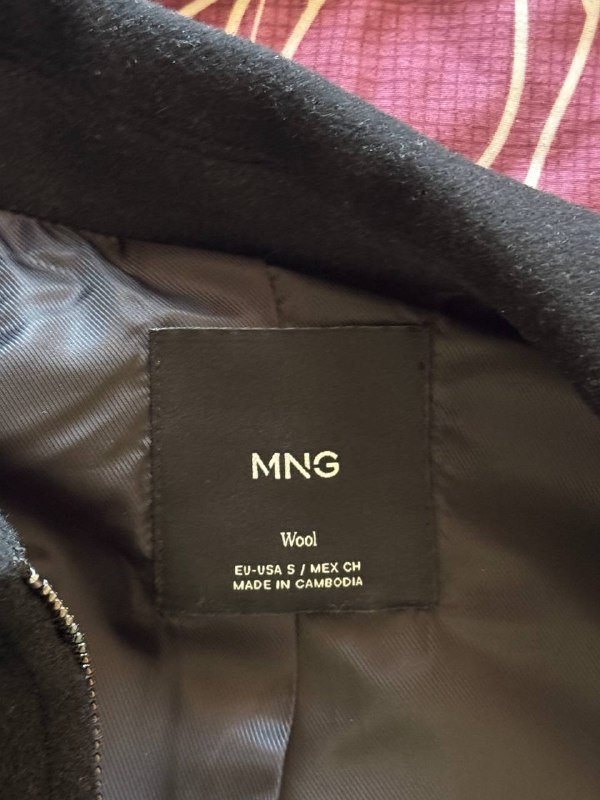 MNG
Wool
EU-USA S / MEX CH
MADE IN CAMBODIA